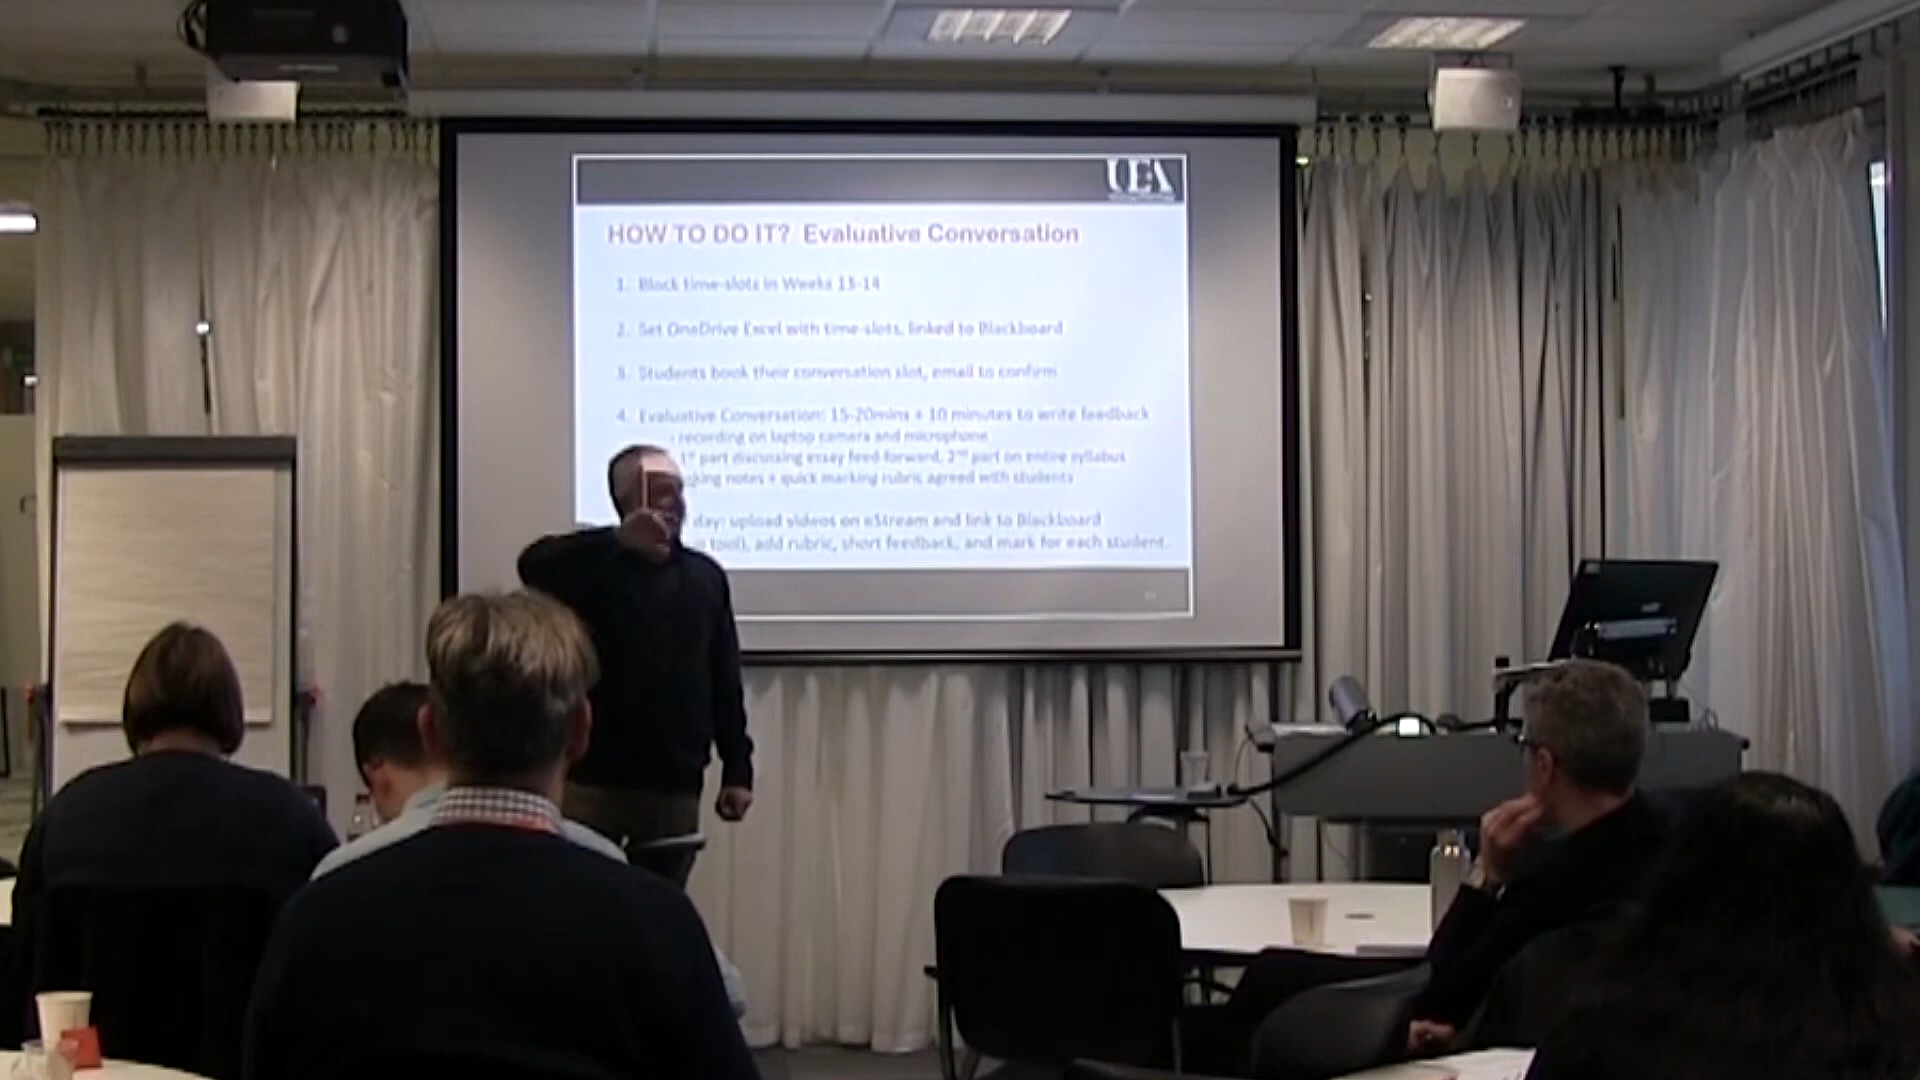 UEA
HOW TO DO IT? Evaluative Conversation
1. Block time-slots in Weeks 13-14
2. Set OneDrive Excel with time-slots, linked to Blackboard
3. Students book their conversation slot, email to confirm
4. Evaluative Conversation: 15-20mins + 10 minutes to write feedback
- recording on laptop camera and microphone
1st part discussing essay feed-forward, 2nd part on entire syllabus
notes + quick marking rubric agreed with students
day: upload videos on eStream and link to Blackboard
tool), add rubric, short feedback, and mark for each student.